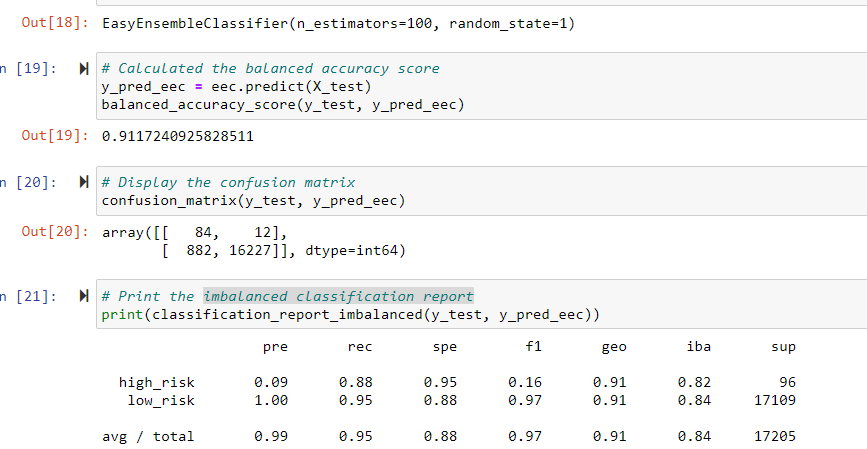 Out[18]: EasyEnsembleClassifier(n_estimators=100, random_state=1)
n [19]: # Calculated the balanced accuracy score
y_pred_eec = eec.predict(X_test)
balanced_accuracy_score(y_test, y_pred_eec)
Out[19]: 0.9117240925828511
n [20]: # Display the confusion matrix
confusion_matrix(y_test, y_pred_eec)
Out[20]: array([[   84,    12],
       [  882, 16227]], dtype=int64)
n [21]: # Print the imbalanced classification report
print(classification_report_imbalanced(y_test, y_pred_eec))
pre rec spe f1 geo iba sup
high_risk 0.09 0.88 0.95 0.16 0.91 0.82 96
low_risk 1.00 0.95 0.88 0.97 0.91 0.84 17109
avg / total 0.99 0.95 0.88 0.97 0.91 0.84 17205